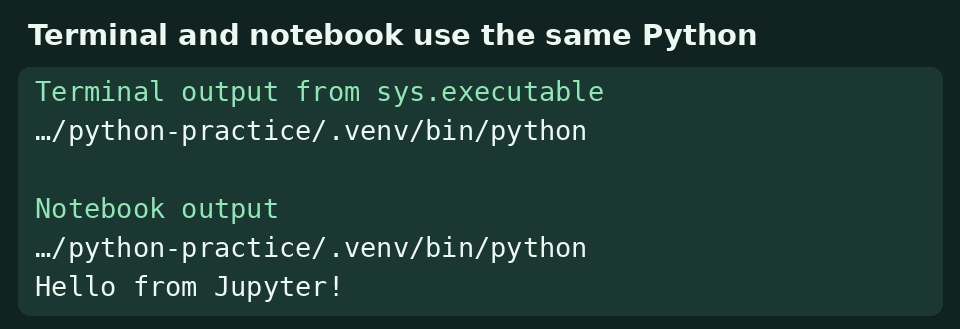 Terminal and notebook use the same Python
Terminal output from sys.executable
…/python-practice/.venv/bin/python
Notebook output
…/python-practice/.venv/bin/python
Hello from Jupyter!